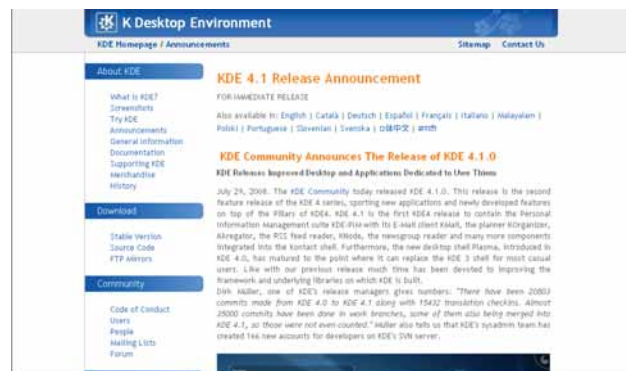 K Desktop Environment
KDE Homepage / Announcements
Sitemap Contact Us
About KDE
What is KDE?
Screenshots
Try KDE
Announcements
General Information
Documentation
Supporting KDE
Merchandise
History
Download
Stable Version
Source Code
FTP Mirrors
Community
Code of Conduct
Users
People
Mailing Lists
Forum
KDE 4.1 Release Announcement
FOR IMMEDIATE RELEASE
Also available in: English | Català | Deutsch | Español | Français | Italiano | Malayalam |
Polski | Portuguese | Slovenian | Svenska |
KDE Community Announces The Release of KDE 4.1.0
KDE Releases Improved Desktop and Applications Dedicated to Uwe Thiem
July 29, 2008. The KDE Community today released KDE 4.1.0. This release is the second
feature release of the KDE 4 series, sporting new applications and newly developed features
on top of the Pillars of KDE4. KDE 4.1 is the first KDE4 release to contain the Personal
Information Management suite KDE-PIM with its E-Mail client KMail, the planner KOrganizer,
Akregator, the RSS feed reader, KNode, the newsgroup reader and many more components
integrated into the Kontact shell. Furthermore, the new desktop shell Plasma, introduced in
KDE 4.0, has matured to the point where it can replace the KDE 3 shell for most casual
users. Like with our previous release much time has been devoted to improving the
framework and underlying libraries on which KDE is built.
Dirk Müller, one of KDE's release managers gives numbers: "There have been 20803
commits made from KDE 4.0 to KDE 4.1 along with 15432 translation checkins. Almost
35000 commits have been done in work branches, some of them also being merged into
KDE 4.1, so those were not even counted." Müller also tells us that KDE's sysadmin team has
created 166 new accounts for developers on KDE's SVN server.